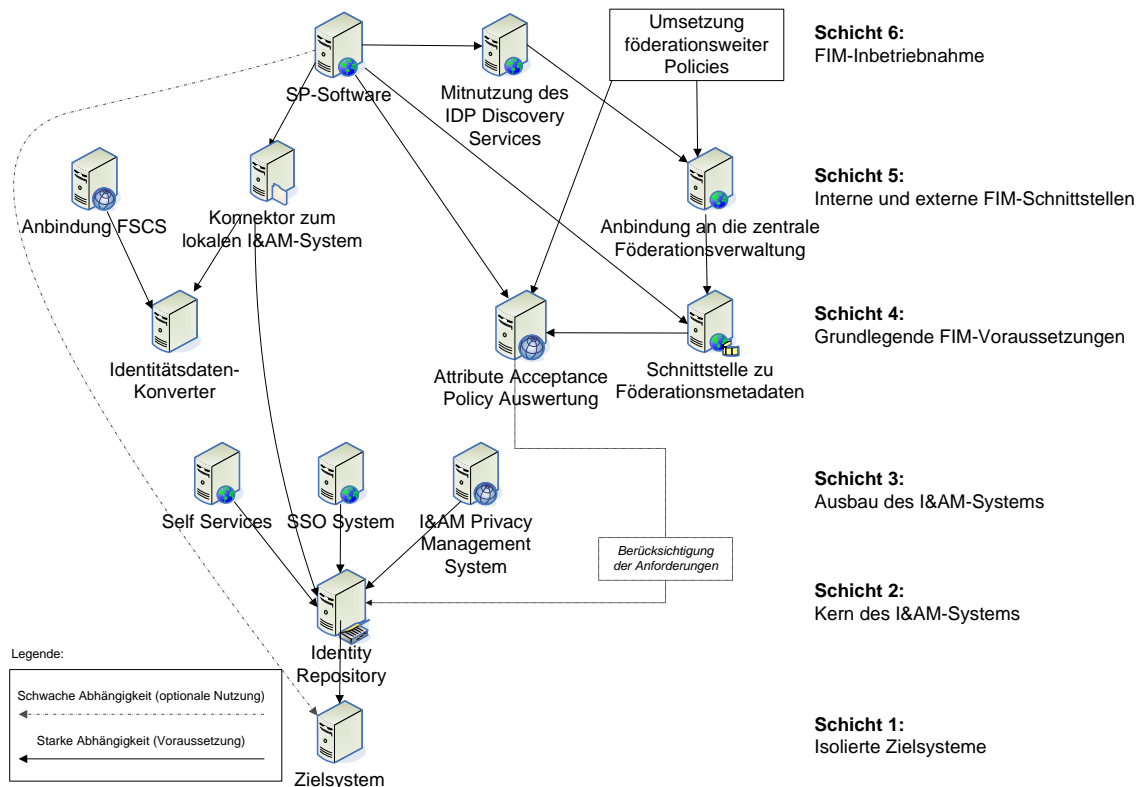 Umsetzung
föderationsweiter
Policies
Schicht 6:
FIM-Inbetriebnahme
SP-Software
Mitnutzung des
IDP Discovery
Services
Schicht 5:
Interne und externe FIM-Schnittstellen
Anbindung FSCS
Konnektor zum
lokalen I&AM-System
Anbindung an die zentrale
Föderationsverwaltung
Schicht 4:
Grundlegende FIM-Voraussetzungen
Identitätsdaten-
Konverter
Attribute Acceptance
Policy Auswertung
Schnittstelle zu
Föderationsmetadaten
Schicht 3:
Ausbau des I&AM-Systems
Self Services
SSO System
I&AM Privacy
Management
System
Berücksichtigung
der Anforderungen
Schicht 2:
Kern des I&AM-Systems
Identity
Repository
Legende:
Schwache Abhängigkeit (optionale Nutzung)
Starke Abhängigkeit (Voraussetzung)
Schicht 1:
Isolierte Zielsysteme
Zielsystem